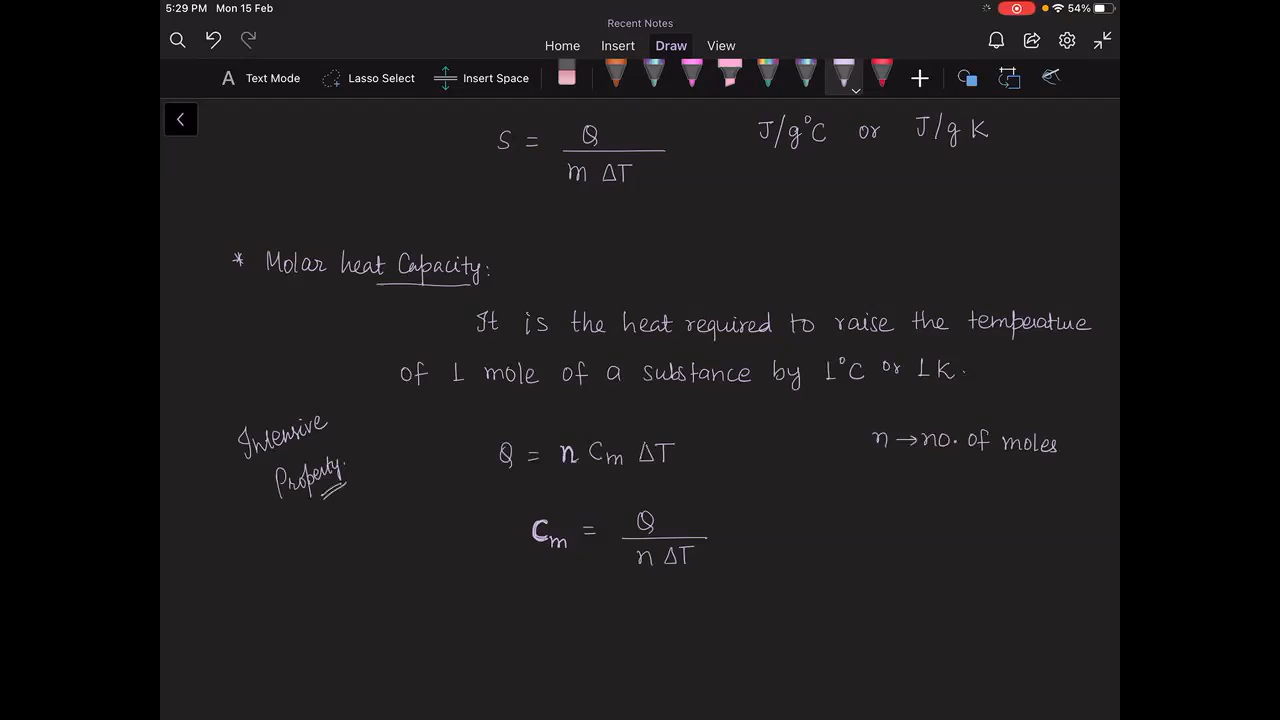 5:29 PM Mon 15 Feb
54%
Recent Notes
Home Insert Draw View
A Text Mode Lasso Select Insert Space
S = Q / m ΔT J/g°C or J/g K
* Molar heat Capacity:
It is the heat required to raise the temperature
of 1 mole of a substance by 1°C or 1K.
Intensive
Property.
Q = n Cm ΔT
n → no. of moles
Cm = Q / n ΔT